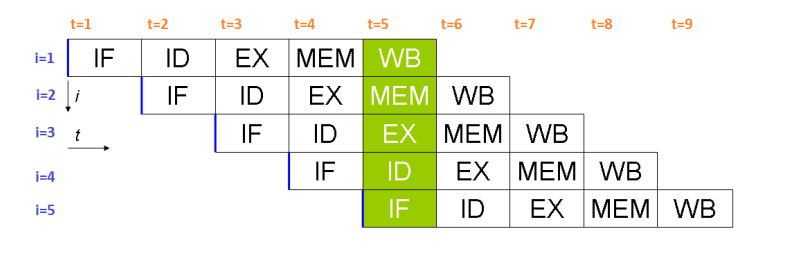 t=1 t=2 t=3 t=4 t=5 t=6 t=7 t=8 t=9
i=1 IF ID EX MEM WB
i=2 i IF ID EX MEM WB
i=3 t IF ID EX MEM WB
i=4 IF ID EX MEM WB
i=5 IF ID EX MEM WB